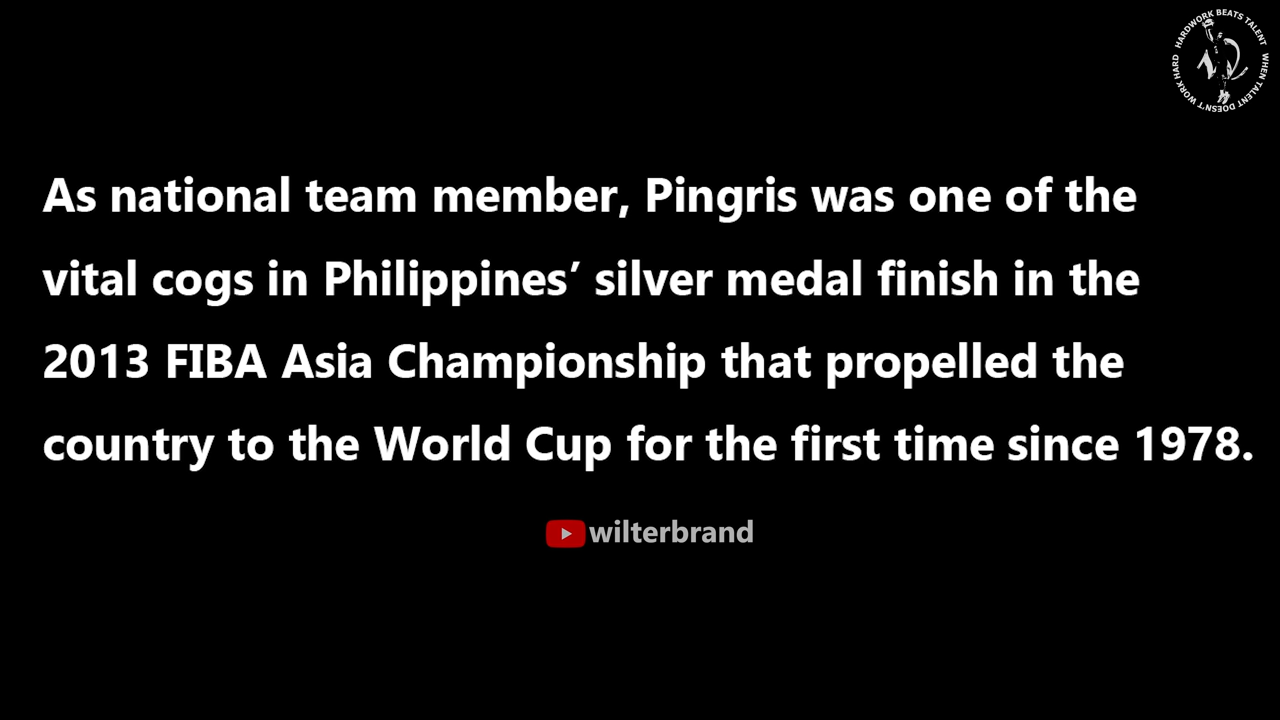 HARDWORK BEATS TALENT WHEN TALENT DOESN'T WORK HARD
As national team member, Pingris was one of the
vital cogs in Philippines’ silver medal finish in the
2013 FIBA Asia Championship that propelled the
country to the World Cup for the first time since 1978.
wilterbrand